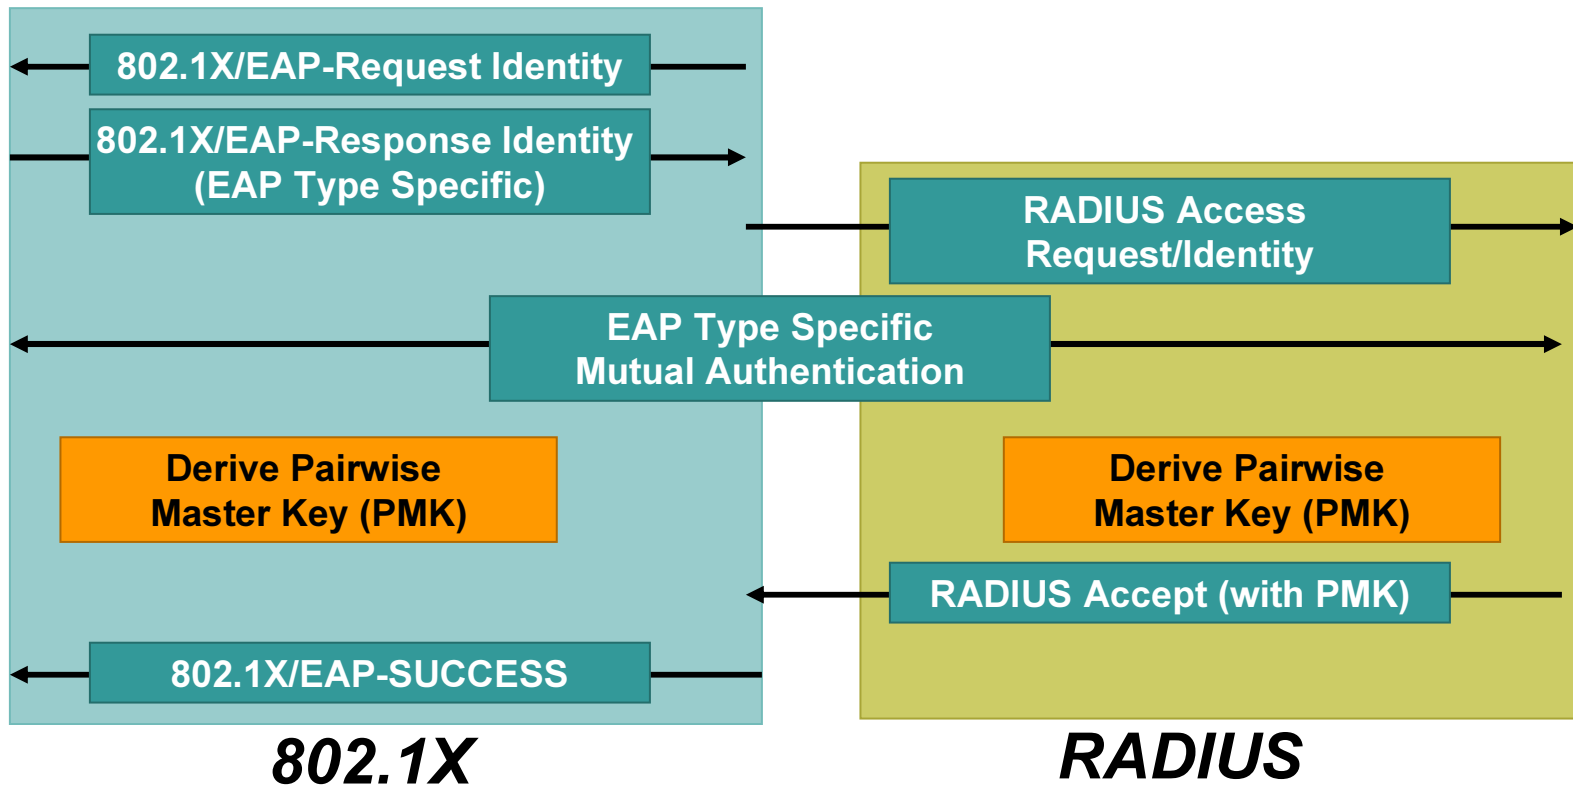 802.1X/EAP-Request Identity
802.1X/EAP-Response Identity
(EAP Type Specific)
RADIUS Access
Request/Identity
EAP Type Specific
Mutual Authentication
Derive Pairwise
Master Key (PMK)
Derive Pairwise
Master Key (PMK)
RADIUS Accept (with PMK)
802.1X/EAP-SUCCESS
802.1X
RADIUS